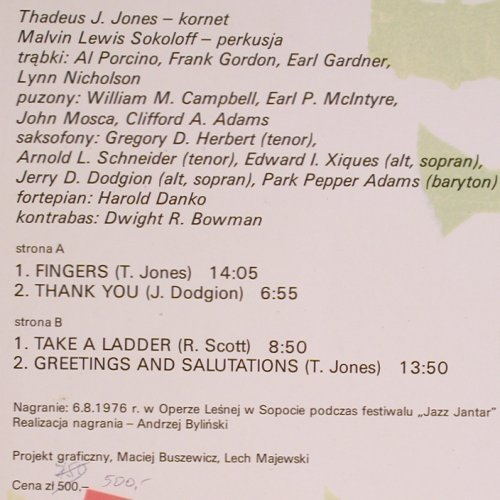 Thadeus J. Jones – kornet
Malvin Lewis Sokoloff – perkusja
trąbki: Al Porcino, Frank Gordon, Earl Gardner,
Lynn Nicholson
puzony: William M. Campbell, Earl P. McIntyre,
John Mosca, Clifford A. Adams
saksofony: Gregory D. Herbert (tenor),
Arnold L. Schneider (tenor), Edward I. Xiques (alt, sopran),
Jerry D. Dodgion (alt, sopran), Park Pepper Adams (baryton)
fortepian: Harold Danko
kontrabas: Dwight R. Bowman
strona A
1. FINGERS (T. Jones) 14:05
2. THANK YOU (J. Dodgion) 6:55
strona B
1. TAKE A LADDER (R. Scott) 8:50
2. GREETINGS AND SALUTATIONS (T. Jones) 13:50
Nagranie: 6.8.1976 r. w Operze Leśnej w Sopocie podczas festiwalu „Jazz Jantar”
Realizacja nagrania – Andrzej Byliński
Projekt graficzny, Maciej Buszewicz, Lech Majewski
Cena zł 500,– 500,-